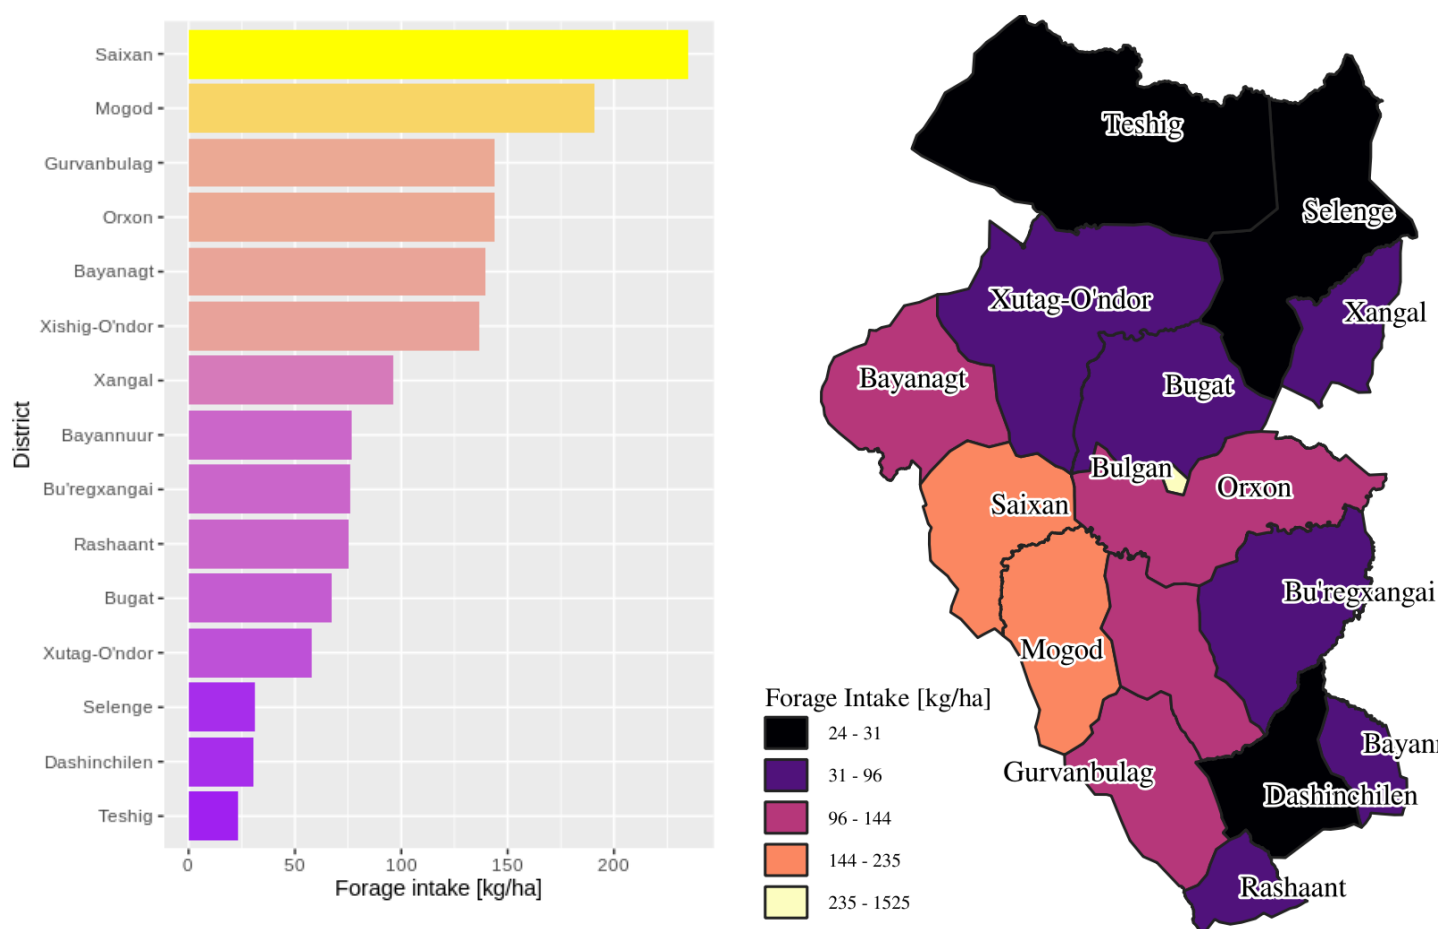 Saixan
Mogod
Gurvanbulag
Orxon
Bayanagt
Xishig-O'ndor
Xangal
Bayannuur
Bu'regxangai
Rashaant
Bugat
Xutag-O'ndor
Selenge
Dashinchilen
Teshig
District
0 50 100 150 200
Forage intake [kg/ha]
Teshig
Selenge
Xutag-O'ndor
Xangal
Bayanagt
Bugat
Bulgan
Orxon
Saixan
Bu'regxangai
Mogod
Bayann
Gurvanbulag
Dashinchilen
Rashaant
Forage Intake [kg/ha]
24 - 31
31 - 96
96 - 144
144 - 235
235 - 1525